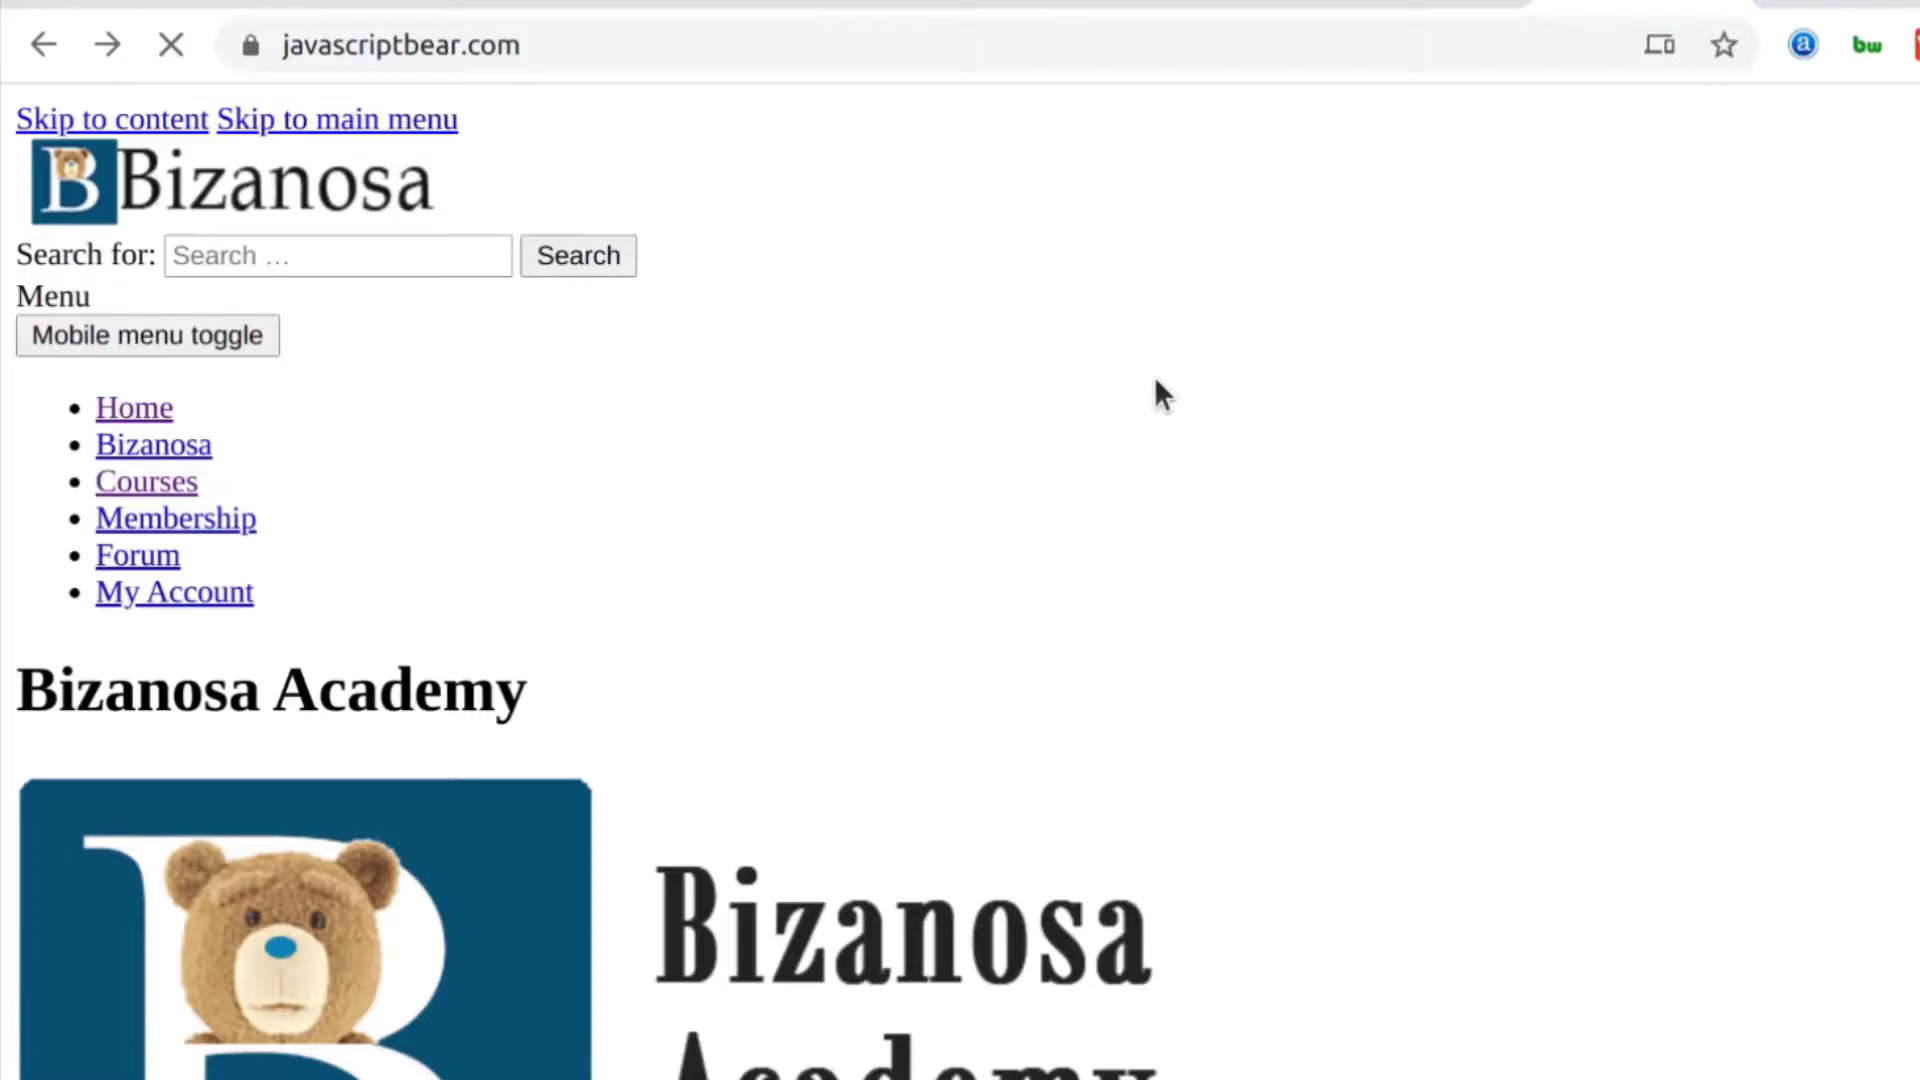 javascriptbear.com
a
bw
Skip to content Skip to main menu
B Bizanosa
Search for: Search … Search
Menu
Mobile menu toggle
Home
Bizanosa
Courses
Membership
Forum
My Account
Bizanosa Academy
B
Bizanosa
Academy